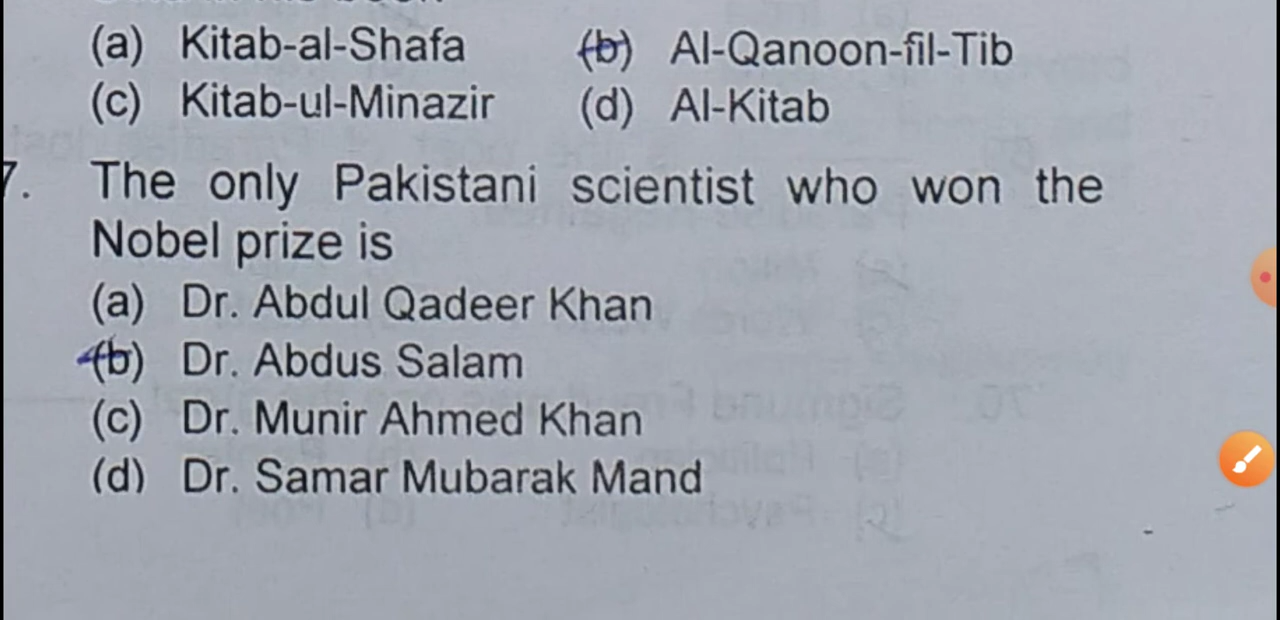 (a) Kitab-al-Shafa (b) Al-Qanoon-fil-Tib
(c) Kitab-ul-Minazir (d) Al-Kitab
7. The only Pakistani scientist who won the
Nobel prize is
(a) Dr. Abdul Qadeer Khan
(b) Dr. Abdus Salam
(c) Dr. Munir Ahmed Khan
(d) Dr. Samar Mubarak Mand